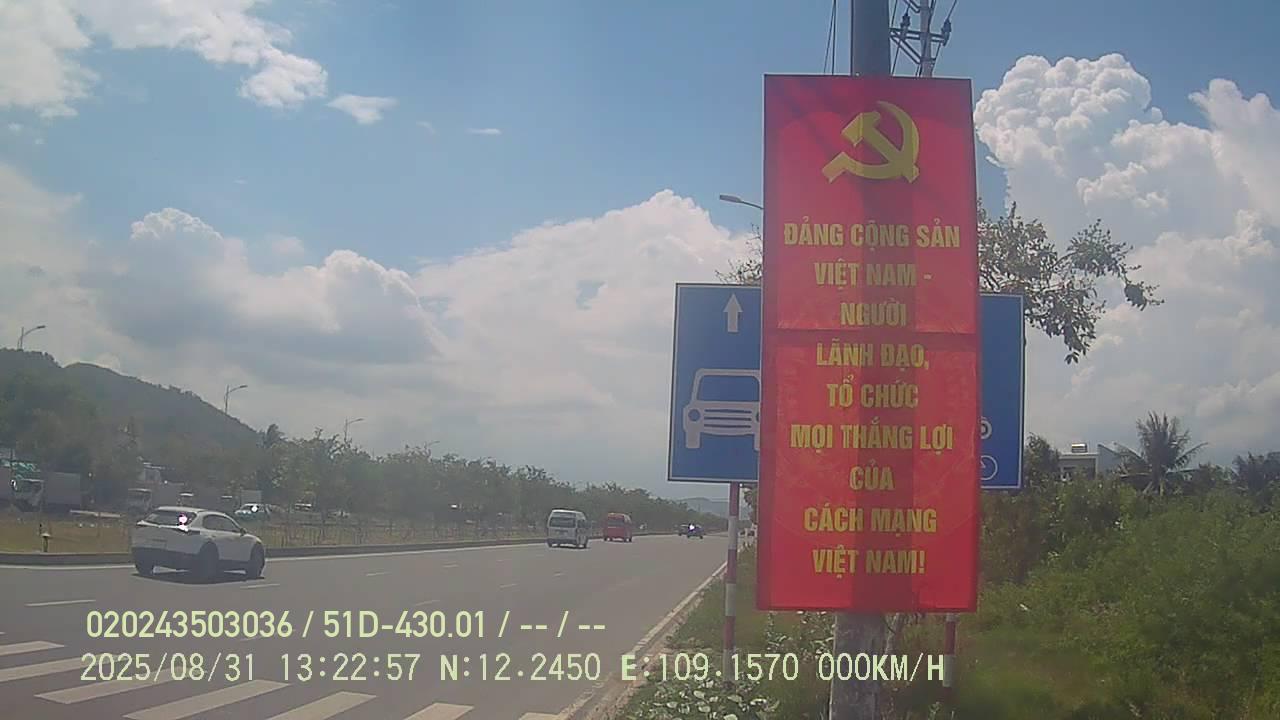 ĐẢNG CỘNG SẢN
VIỆT NAM -
NGƯỜI
LÃNH ĐẠO,
TỔ CHỨC
MỌI THẮNG LỢI
CỦA
CÁCH MẠNG
VIỆT NAM!
020243503036 / 51D-430.01 / -- / --
2025/08/31 13:22:57 N:12.2450 E:109.1570 000KM/H